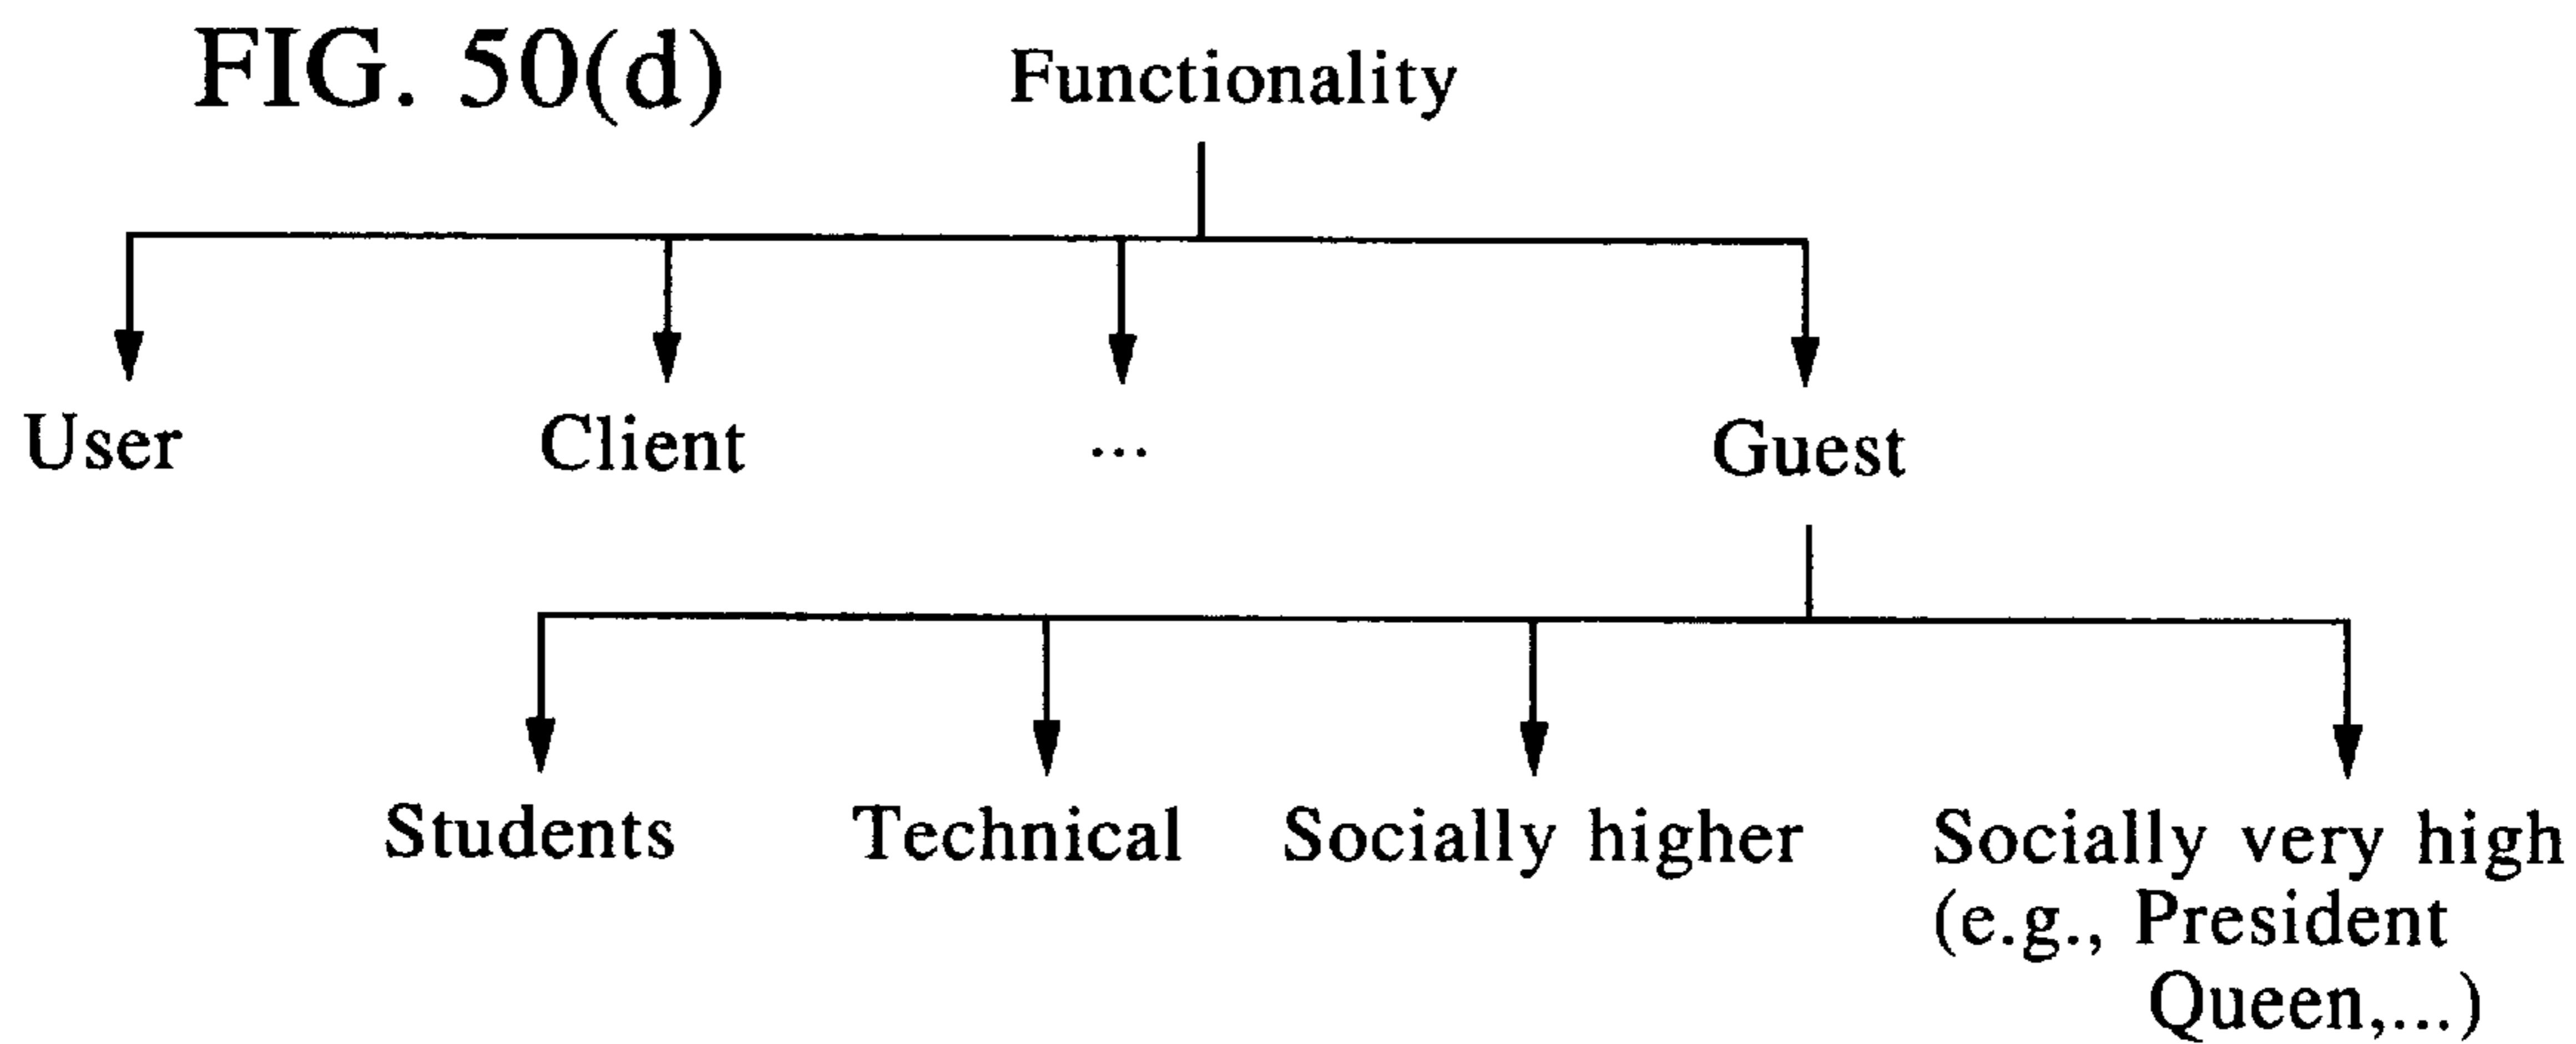 FIG. 50(d)
Functionality
User Client ... Guest
Students Technical Socially higher Socially very high
(e.g., President
Queen,...)